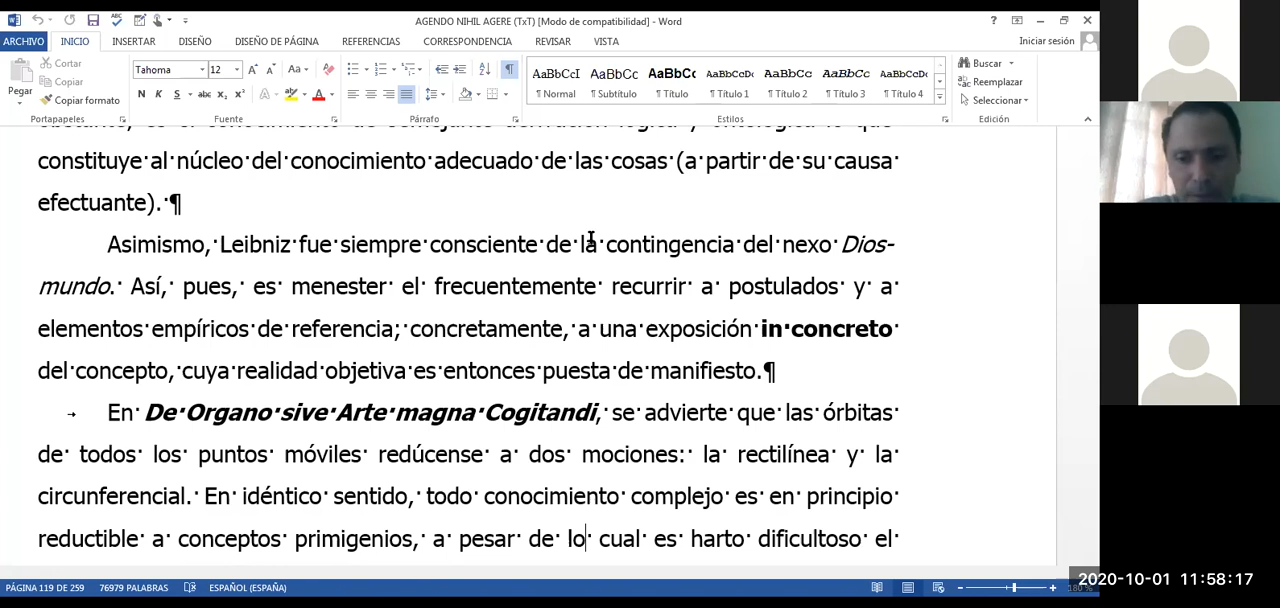 AGENDO NIHIL AGERE (TxT) [Modo de compatibilidad] - Word
ARCHIVO INICIO INSERTAR DISEÑO DISEÑO DE PÁGINA REFERENCIAS CORRESPONDENCIA REVISAR VISTA Iniciar sesión
Pegar
Cortar
Copiar
Copiar formato
Portapapeles
Tahoma 12
Fuente
Párrafo
AaBbCcI AaBbCc AaBbCc AaBbCcDc AaBbCc AaBbCc AaBbCcDc
¶ Normal ¶ Subtítulo ¶ Título ¶ Título 1 ¶ Título 2 ¶ Título 3 ¶ Título 4
Estilos
Buscar
Reemplazar
Seleccionar
Edición
constituye al núcleo del conocimiento adecuado de las cosas (a partir de su causa
efectuante). ¶
Asimismo, Leibniz fue siempre consciente de la contingencia del nexo Dios-
mundo. Así, pues, es menester el frecuentemente recurrir a postulados y a
elementos empíricos de referencia; concretamente, a una exposición in concreto
del concepto, cuya realidad objetiva es entonces puesta de manifiesto.¶
→ En De Organo sive Arte magna Cogitandi, se advierte que las órbitas
de todos los puntos móviles redúcense a dos mociones: la rectilínea y la
circunferencial. En idéntico sentido, todo conocimiento complejo es en principio
reductible a conceptos primigenios, a pesar de lo cual es harto dificultoso el
PÁGINA 119 DE 259 76979 PALABRAS ESPAÑOL (ESPAÑA) 180 %
2020-10-01 11:58:17